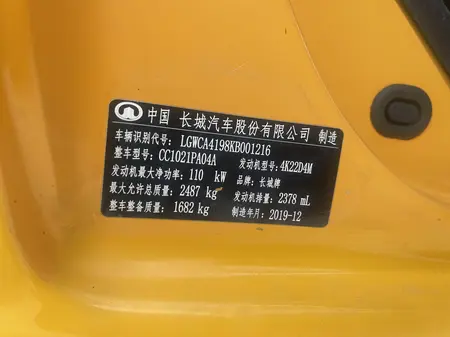 中国 长城汽车股份有限公司 制造
车辆识别代号: LGWCA4198KB001216
整车型号: CC1021PA04A 发动机型号: 4K22D4M
发动机最大净功率: 110 kW 品牌: 长城牌
最大允许总质量: 2487 kg 发动机排量: 2378 mL
整车整备质量: 1682 kg 制造年月: 2019-12